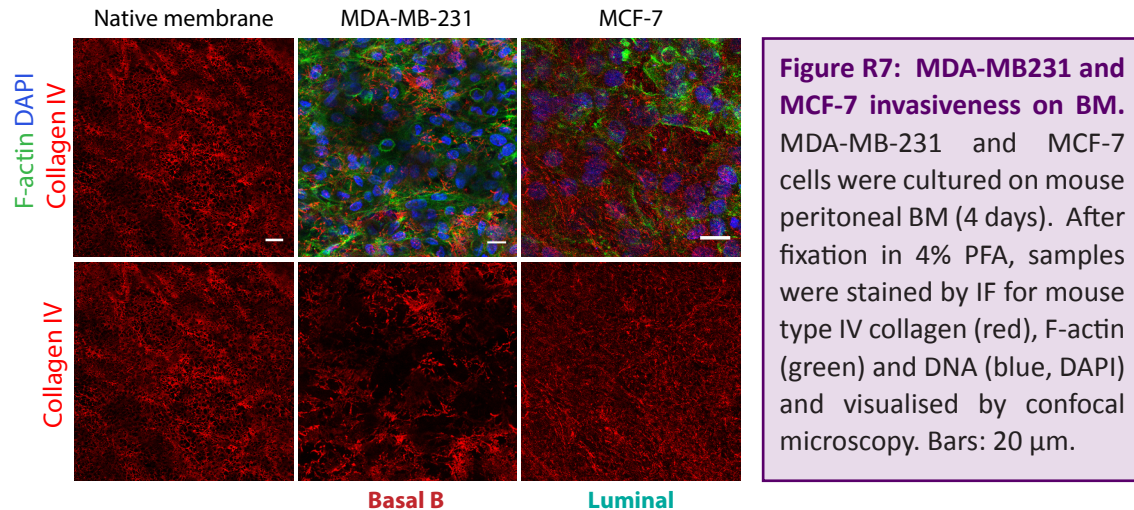 Native membrane
MDA-MB-231
MCF-7
F-actin DAPI
Collagen IV
Collagen IV
Basal B
Luminal
Figure R7: MDA-MB231 and
MCF-7 invasiveness on BM.
MDA-MB-231 and MCF-7
cells were cultured on mouse
peritoneal BM (4 days). After
fixation in 4% PFA, samples
were stained by IF for mouse
type IV collagen (red), F-actin
(green) and DNA (blue, DAPI)
and visualised by confocal
microscopy. Bars: 20 µm.